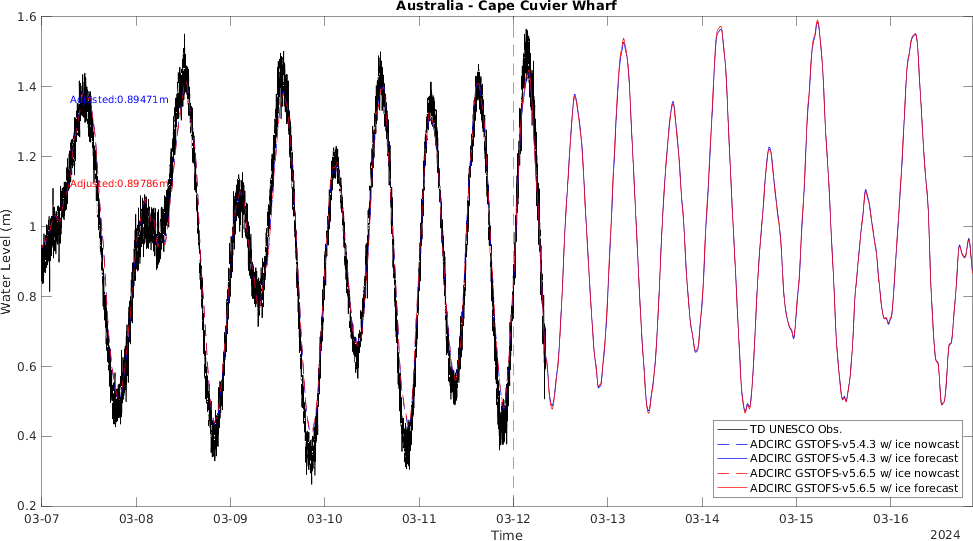 Australia - Cape Cuvier Wharf
1.6
1.4
1.2
1
0.8
0.6
0.4
0.2
Water Level (m)
Adjusted:0.89471m
Adjusted:0.89786m
TD UNESCO Obs.
ADCIRC GSTOFS-v5.4.3 w/ ice nowcast
ADCIRC GSTOFS-v5.4.3 w/ ice forecast
ADCIRC GSTOFS-v5.6.5 w/ ice nowcast
ADCIRC GSTOFS-v5.6.5 w/ ice forecast
03-07 03-08 03-09 03-10 03-11 03-12 03-13 03-14 03-15 03-16
Time
2024